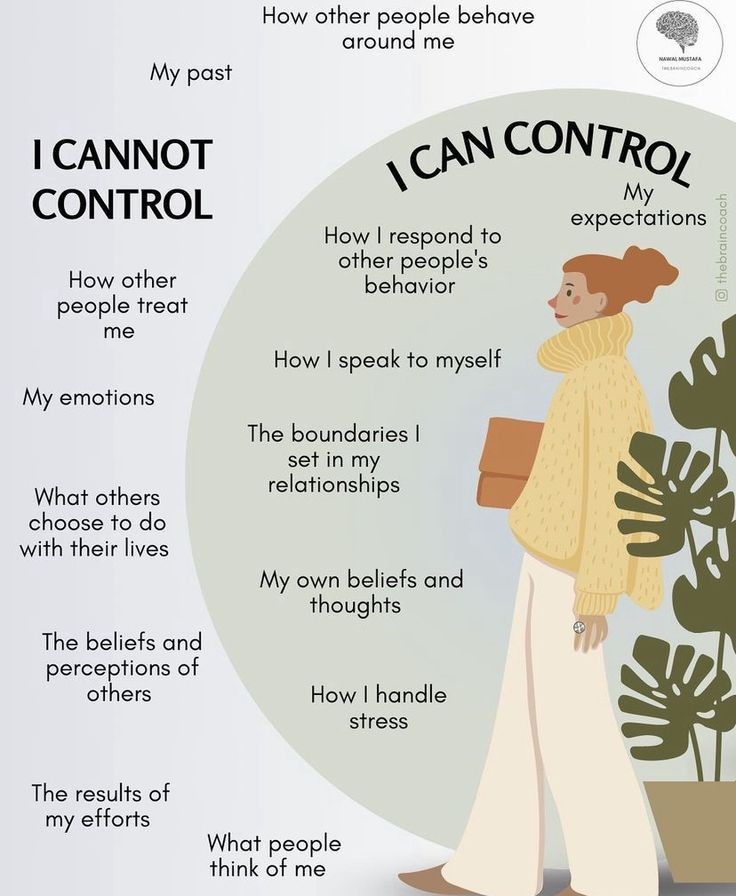 How other people behave
around me
NAWAL MUSTAFA
THEBRAINCOACH
My past
I CANNOT
CONTROL
I CAN CONTROL
My
expectations
thebraincoach
How I respond to
other people's
behavior
How other
people treat
me
How I speak to myself
My emotions
The boundaries I
set in my
relationships
What others
choose to do
with their lives
My own beliefs and
thoughts
The beliefs and
perceptions of
others
How I handle
stress
The results of
my efforts
What people
think of me